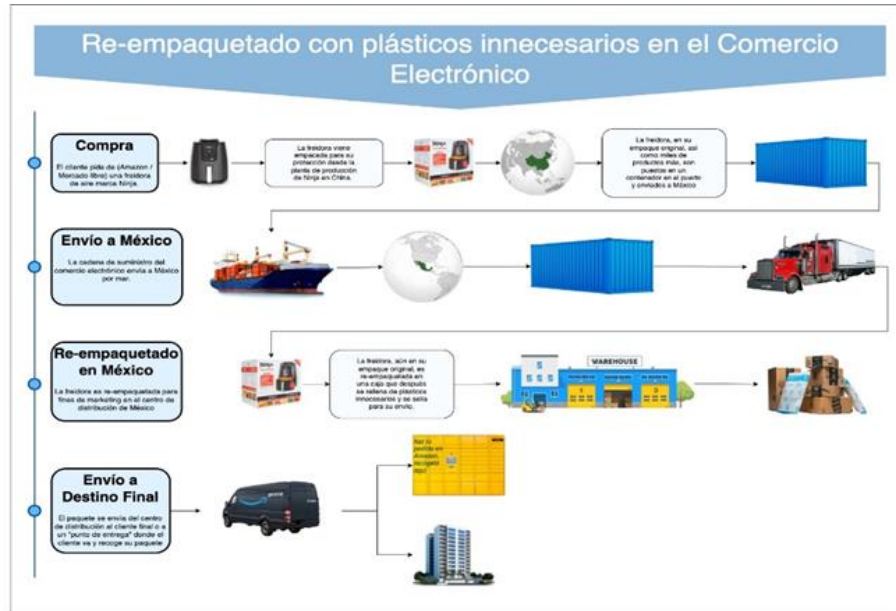 Re-empaquetado con plásticos innecesarios en el Comercio
Electrónico
Compra
El cliente pide de (Amazon /
Mercado libre) una freidora
de aire marca Ninja.
La freidora viene
empacada para su
protección desde la
planta de producción
de Ninja en China.
La freidora, en su
empaque original, así
como miles de
productos más, son
puestos en un
contenedor en el puerto
y enviados a México
Envío a México
La cadena de suministro del
comercio electrónico envía a México
por mar.
Re-empaquetado
en México
La freidora es re-empaquetada para
fines de marketing en el centro de
distribución de México
La freidora, aún en su
empaque original, es
re-empaquetada en
una caja que después
se rellena de plásticos
innecesarios y se sella
para su envío.
WAREHOUSE
Envío a
Destino Final
El paquete se envía del centro
de distribución al cliente final o a
un "punto de entrega" donde el
cliente va y recoge su paquete
haz tu
pedido en
Amazon,
recógelo
aquí